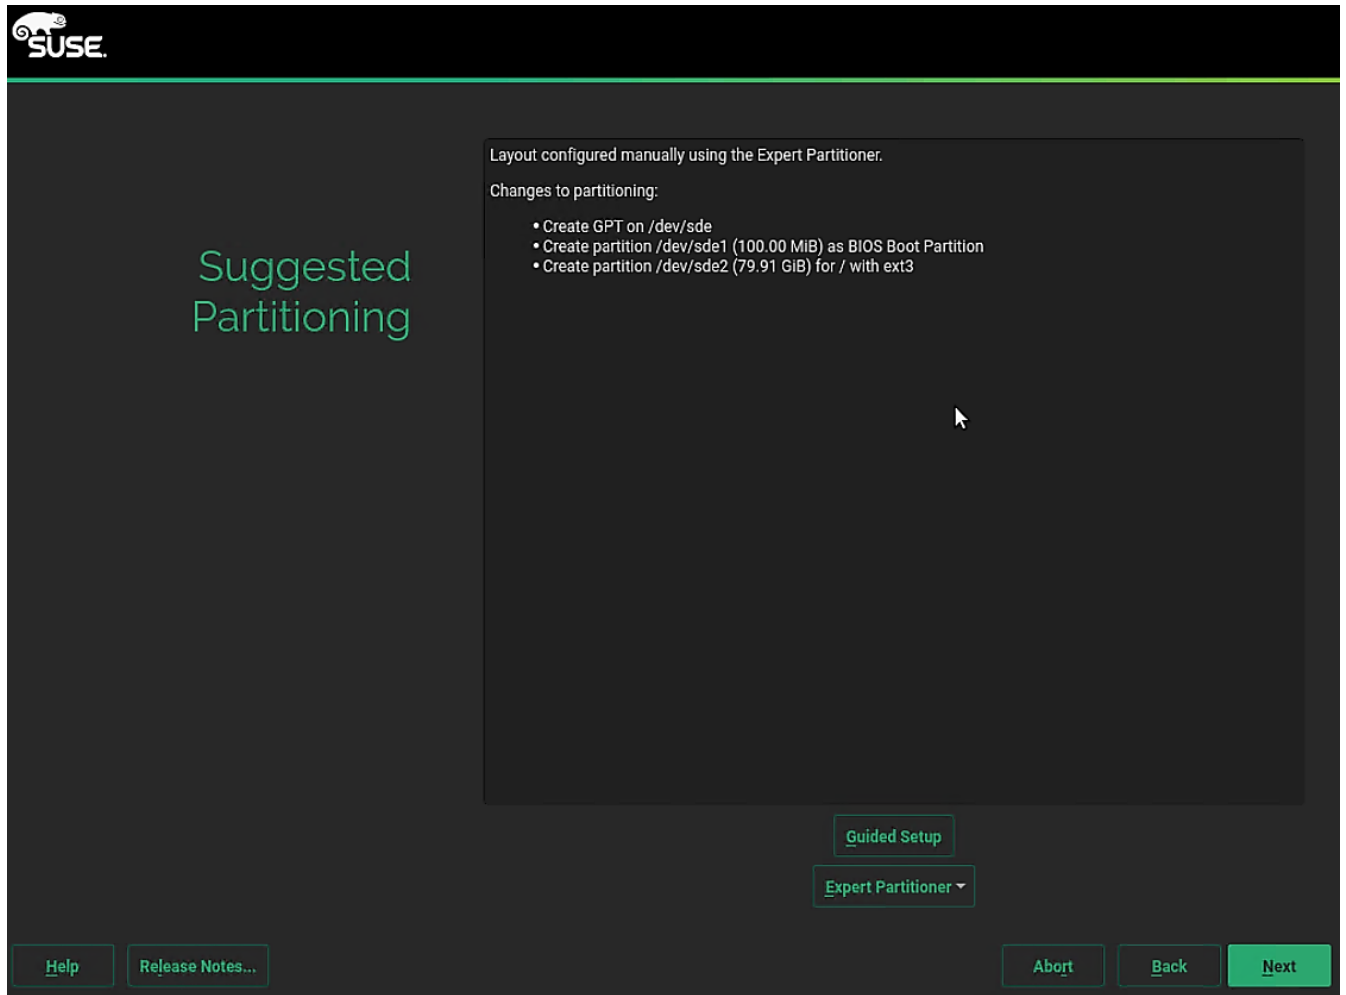 SUSE.
Layout configured manually using the Expert Partitioner.
Changes to partitioning:
• Create GPT on /dev/sde
• Create partition /dev/sde1 (100.00 MiB) as BIOS Boot Partition
• Create partition /dev/sde2 (79.91 GiB) for / with ext3
Suggested
Partitioning
Guided Setup
Expert Partitioner
Help
Release Notes...
Abort
Back
Next